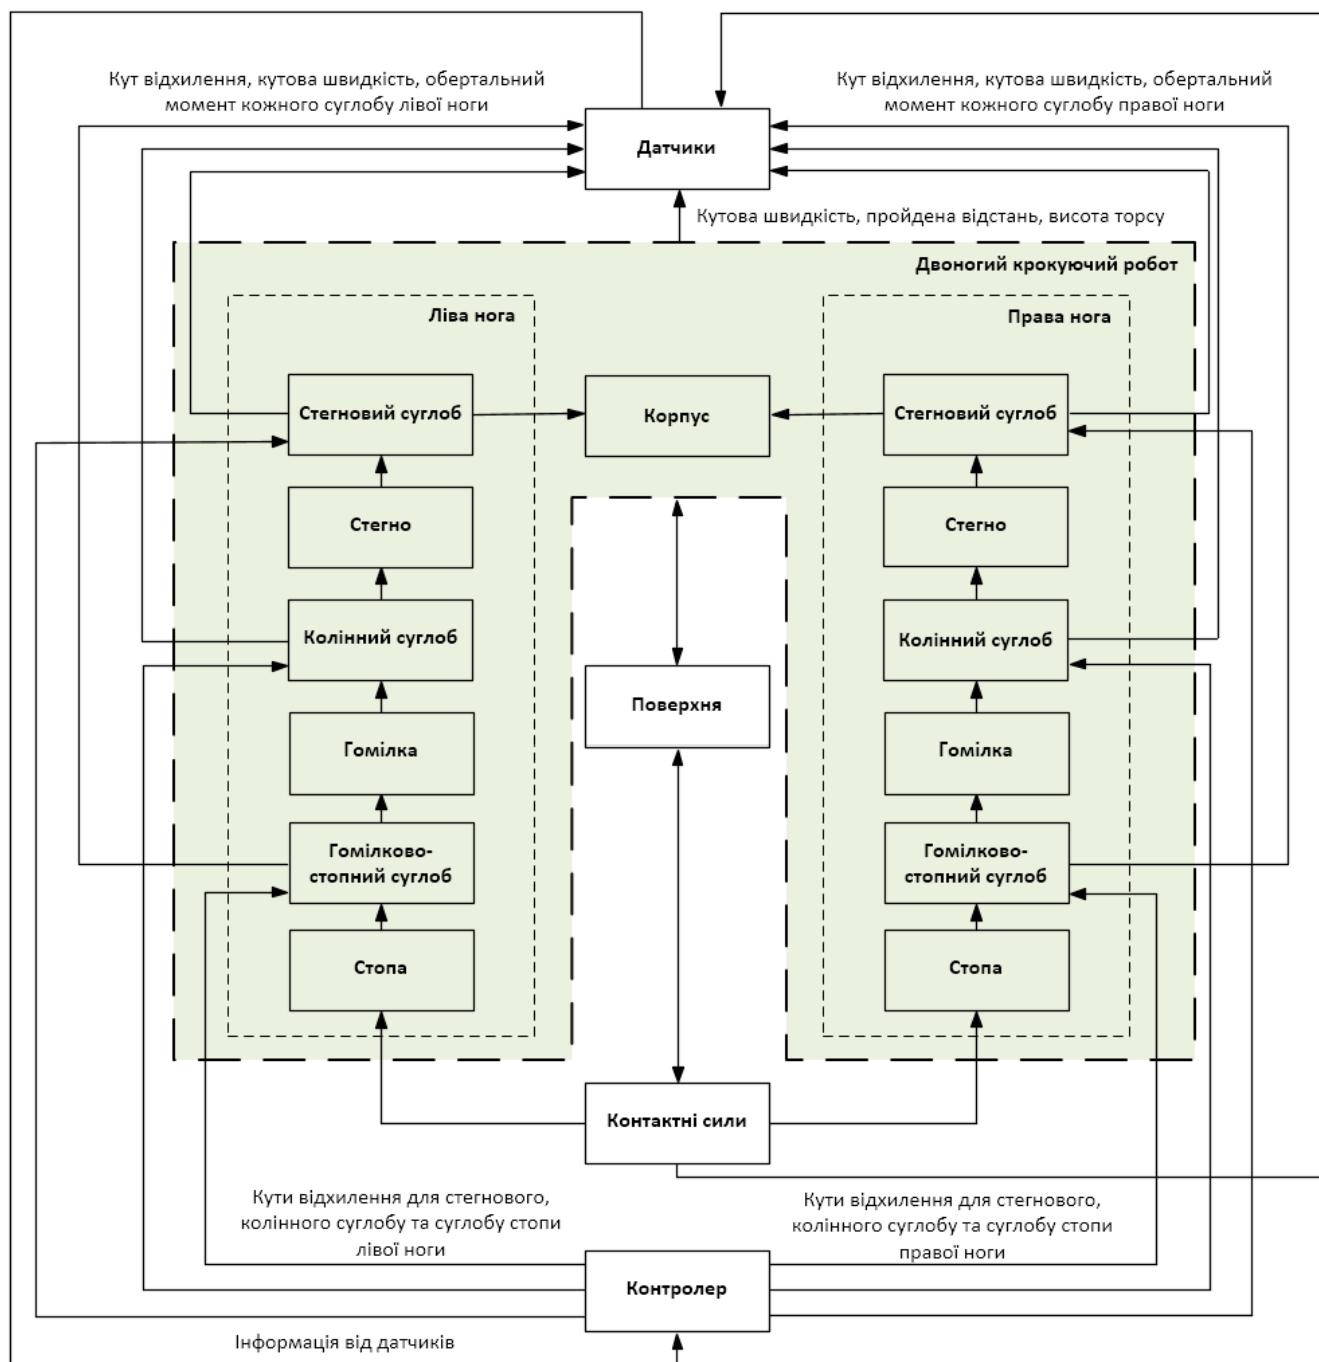 Кут відхилення, кутова швидкість, обертальний
момент кожного суглобу лівої ноги
Кут відхилення, кутова швидкість, обертальний
момент кожного суглобу правої ноги
Датчики
Кутова швидкість, пройдена відстань, висота торсу
Двоногий крокуючий робот
Ліва нога
Права нога
Стегновий суглоб
Корпус
Стегновий суглоб
Стегно
Стегно
Колінний суглоб
Колінний суглоб
Поверхня
Гомілка
Гомілка
Гомілково-
стопний суглоб
Гомілково-
стопний суглоб
Стопа
Стопа
Контактні сили
Кути відхилення для стегнового,
колінного суглобу та суглобу стопи
лівої ноги
Кути відхилення для стегнового,
колінного суглобу та суглобу стопи
правої ноги
Контролер
Інформація від датчиків